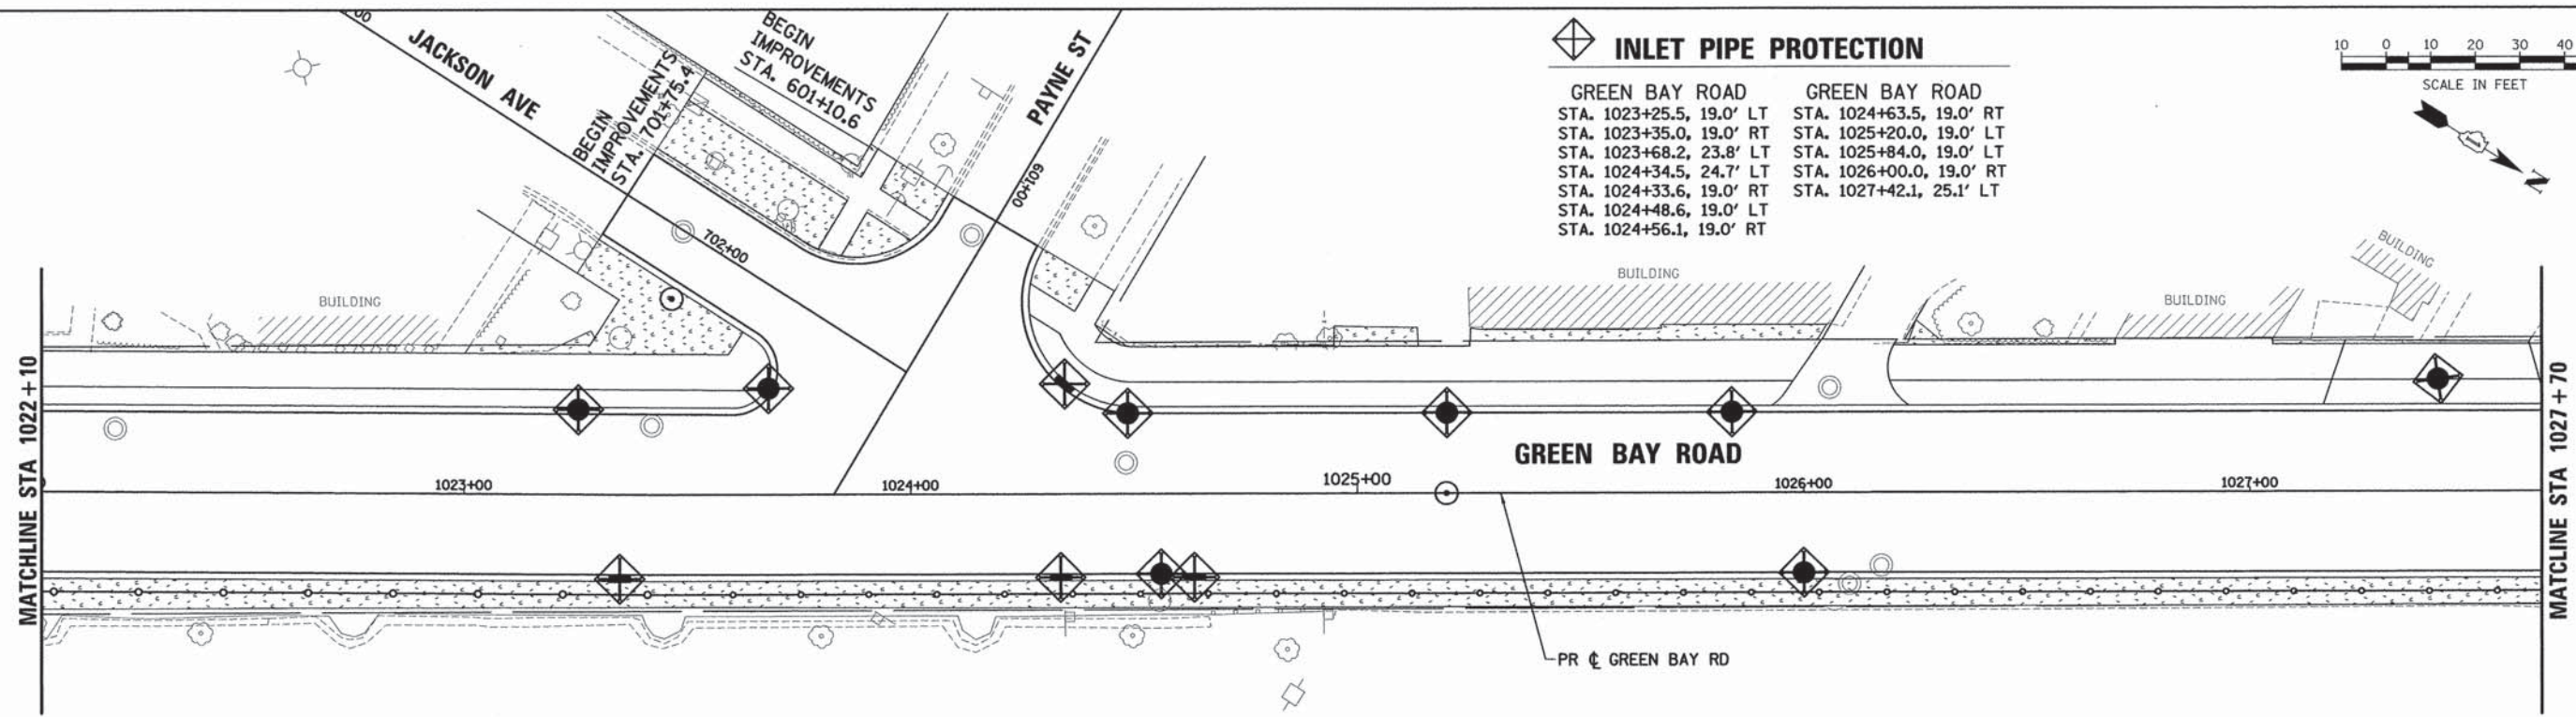 JACKSON AVE
BEGIN
IMPROVEMENTS
STA. 701+75.4
BEGIN
IMPROVEMENTS
STA. 601+10.6
PAYNE ST
601+00
702+00
INLET PIPE PROTECTION
GREEN BAY ROAD
STA. 1023+25.5, 19.0' LT
STA. 1023+35.0, 19.0' RT
STA. 1023+68.2, 23.8' LT
STA. 1024+34.5, 24.7' LT
STA. 1024+33.6, 19.0' RT
STA. 1024+48.6, 19.0' LT
STA. 1024+56.1, 19.0' RT
GREEN BAY ROAD
STA. 1024+63.5, 19.0' RT
STA. 1025+20.0, 19.0' LT
STA. 1025+84.0, 19.0' LT
STA. 1026+00.0, 19.0' RT
STA. 1027+42.1, 25.1' LT
10 0 10 20 30 40
SCALE IN FEET
N
BUILDING
BUILDING
BUILDING
BUILDING
MATCHLINE STA 1022+10
GREEN BAY ROAD
1023+00
1024+00
1025+00
1026+00
1027+00
MATCLINE STA 1027+70
PR ℄ GREEN BAY RD